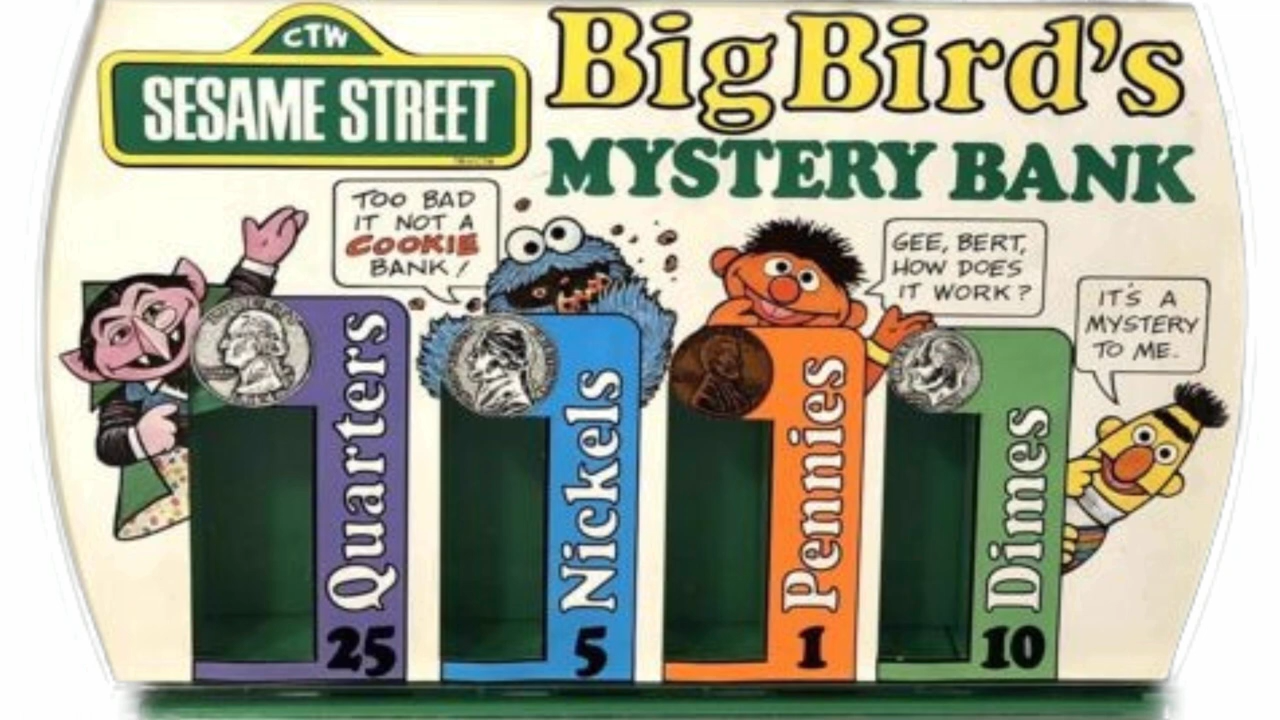 CTW
SESAME STREET
Big Bird's
MYSTERY BANK
TOO BAD
IT NOT A
COOKIE
BANK!
GEE, BERT,
HOW DOES
IT WORK?
IT'S A
MYSTERY
TO ME.
Quarters
25
Nickels
5
Pennies
1
Dimes
10